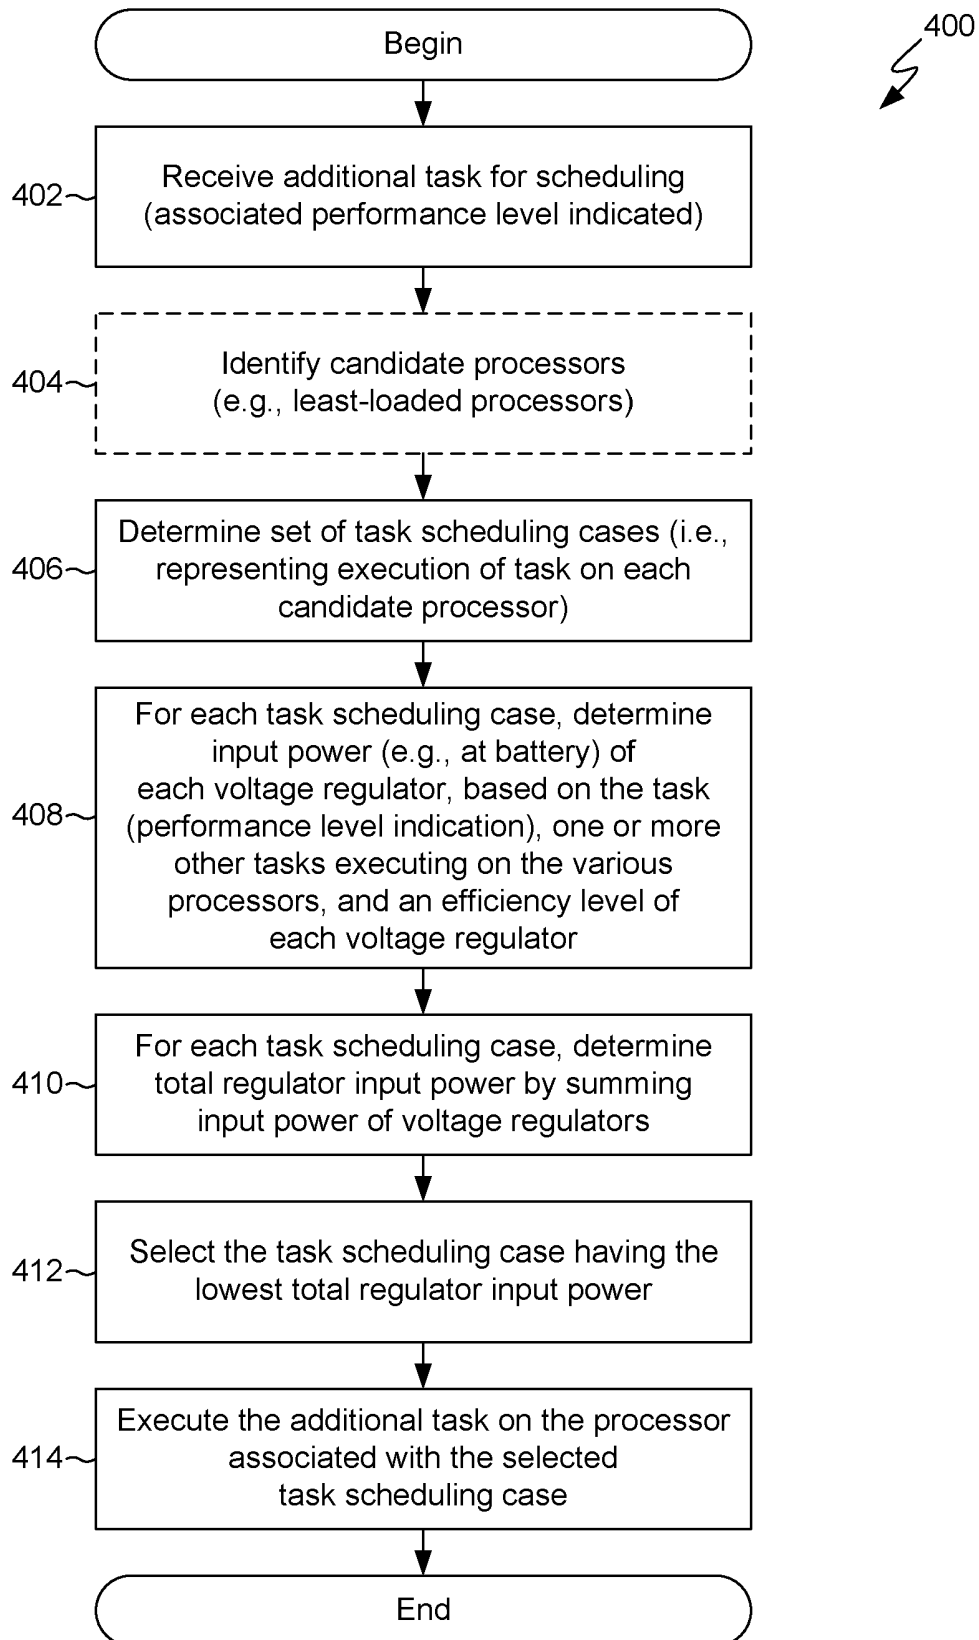 Begin
400
402
Receive additional task for scheduling
(associated performance level indicated)
404
Identify candidate processors
(e.g., least-loaded processors)
406
Determine set of task scheduling cases (i.e.,
representing execution of task on each
candidate processor)
408
For each task scheduling case, determine
input power (e.g., at battery) of
each voltage regulator, based on the task
(performance level indication), one or more
other tasks executing on the various
processors, and an efficiency level of
each voltage regulator
410
For each task scheduling case, determine
total regulator input power by summing
input power of voltage regulators
412
Select the task scheduling case having the
lowest total regulator input power
414
Execute the additional task on the processor
associated with the selected
task scheduling case
End